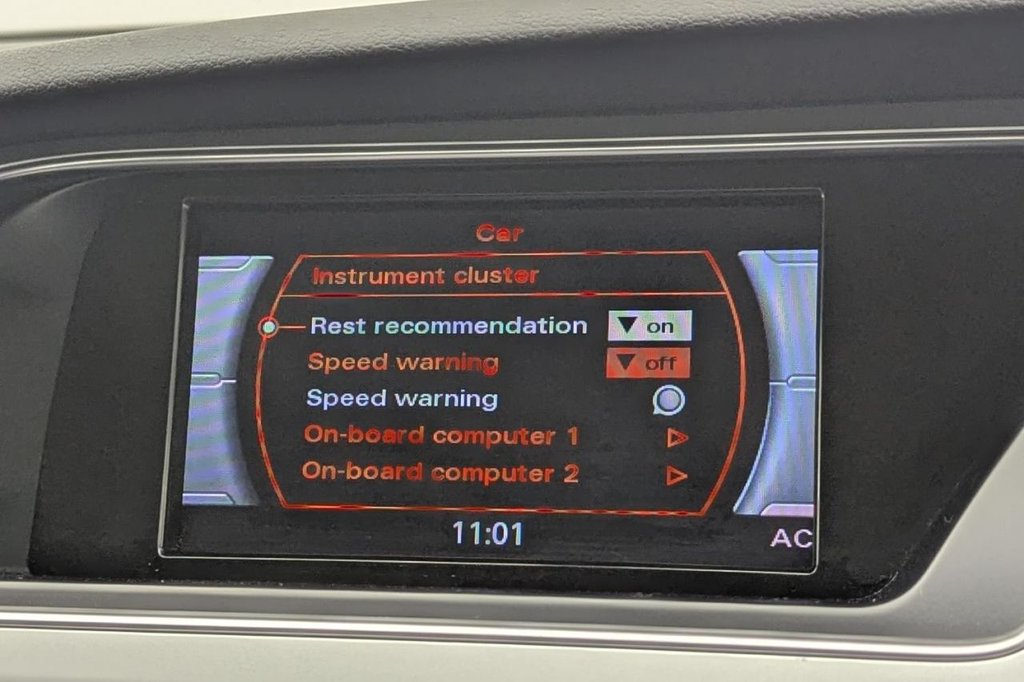 Car
Instrument cluster
Rest recommendation on
Speed warning off
Speed warning
On-board computer 1
On-board computer 2
11:01
AC